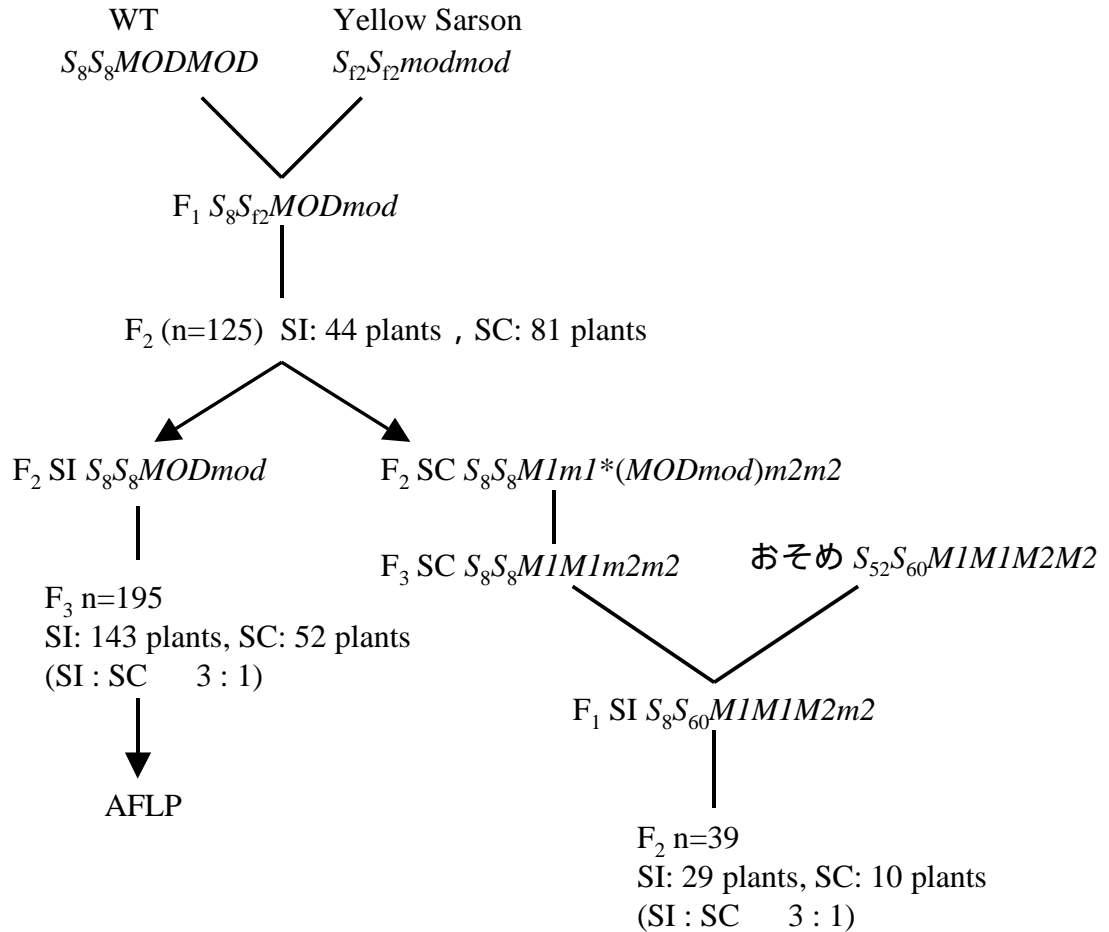 WT
Yellow Sarson
S8S8MODMOD
Sf2Sf2modmod
F1 S8Sf2MODmod
F2 (n=125) SI: 44 plants , SC: 81 plants
F2 SI S8S8MODmod
F2 SC S8S8M1m1*(MODmod)m2m2
F3 SC S8S8M1M1m2m2
おそめ S52S60M1M1M2M2
F3 n=195
SI: 143 plants, SC: 52 plants
(SI : SC 3 : 1)
F1 SI S8S60M1M1M2m2
AFLP
F2 n=39
SI: 29 plants, SC: 10 plants
(SI : SC 3 : 1)